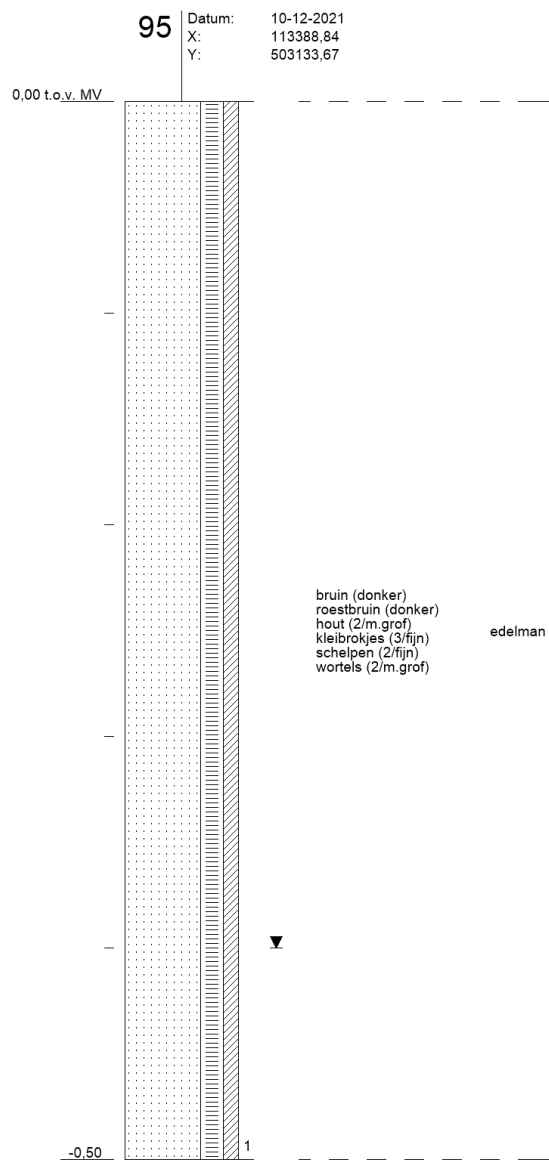 95
Datum: 10-12-2021
X: 113388,84
Y: 503133,67
0,00 t.o.v. MV
bruin (donker)
roestbruin (donker)
hout (2/m.grof)
kleibrokjes (3/fijn)
schelpen (2/fijn)
wortels (2/m.grof)
edelman
1
-0,50